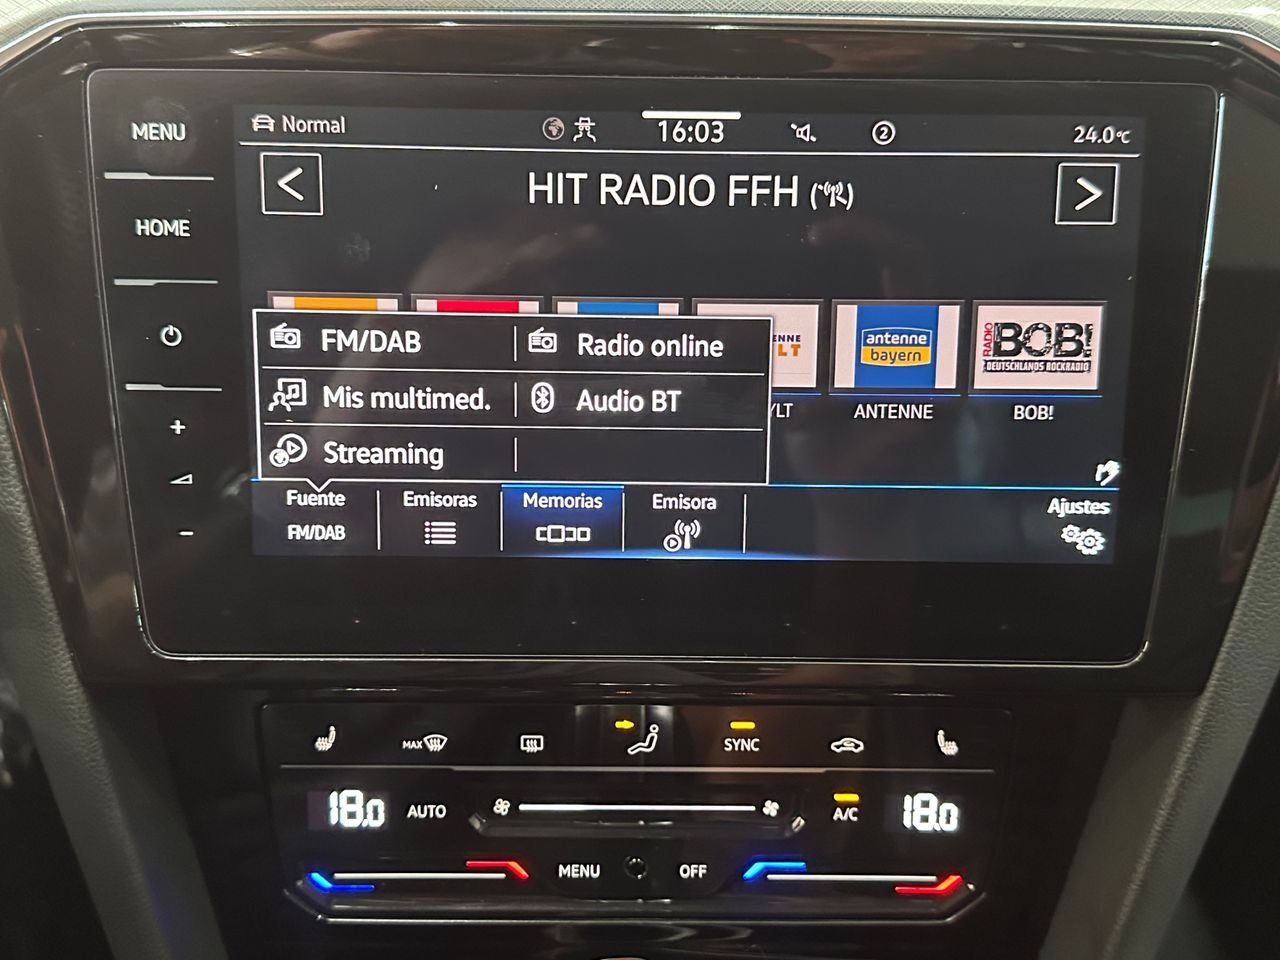 MENU
HOME
Normal
16:03
2
24.0°C
<
HIT RADIO FFH
>
antenne
bayern
RADIO
BOB!
DEUTSCHLANDS ROCKRADIO
ANTENNE
BOB!
FM/DAB
Radio online
Mis multimed.
Audio BT
Streaming
Fuente
FM/DAB
Emisoras
Memorias
Emisora
Ajustes
+
-
MAX
SYNC
18.0
AUTO
A/C
18.0
MENU
OFF